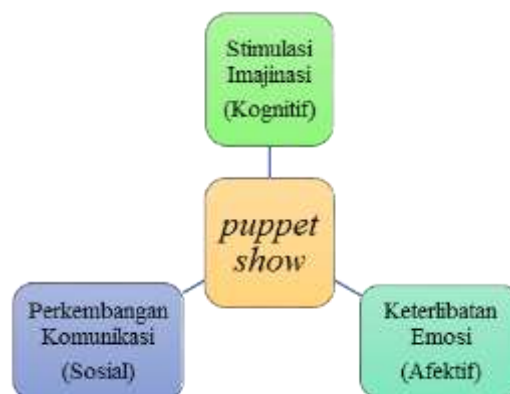 Stimulasi
Imajinasi
(Kognitif)
puppet
show
Perkembangan
Komunikasi
(Sosial)
Keterlibatan
Emosi
(Afektif)